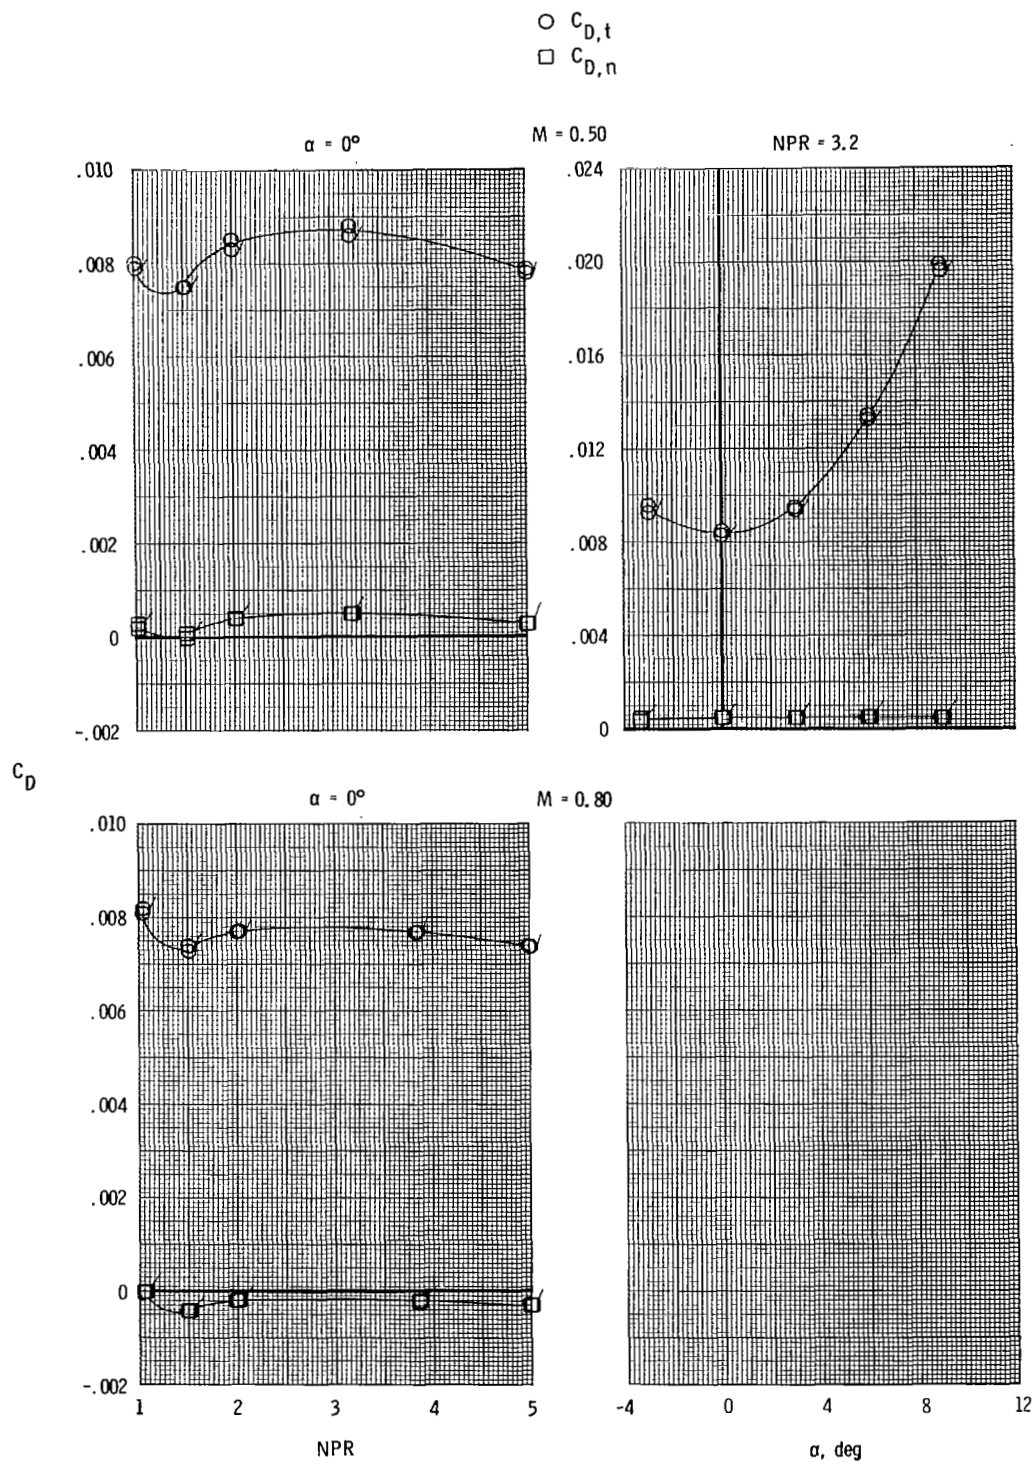 C_D,t
C_D,n
M = 0.50
α = 0°
NPR = 3.2
.010
.008
.006
.004
.002
0
-.002
.024
.020
.016
.012
.008
.004
0
C_D
α = 0°
M = 0.80
.010
.008
.006
.004
.002
0
-.002
1 2 3 4 5
NPR
-4 0 4 8 12
α, deg